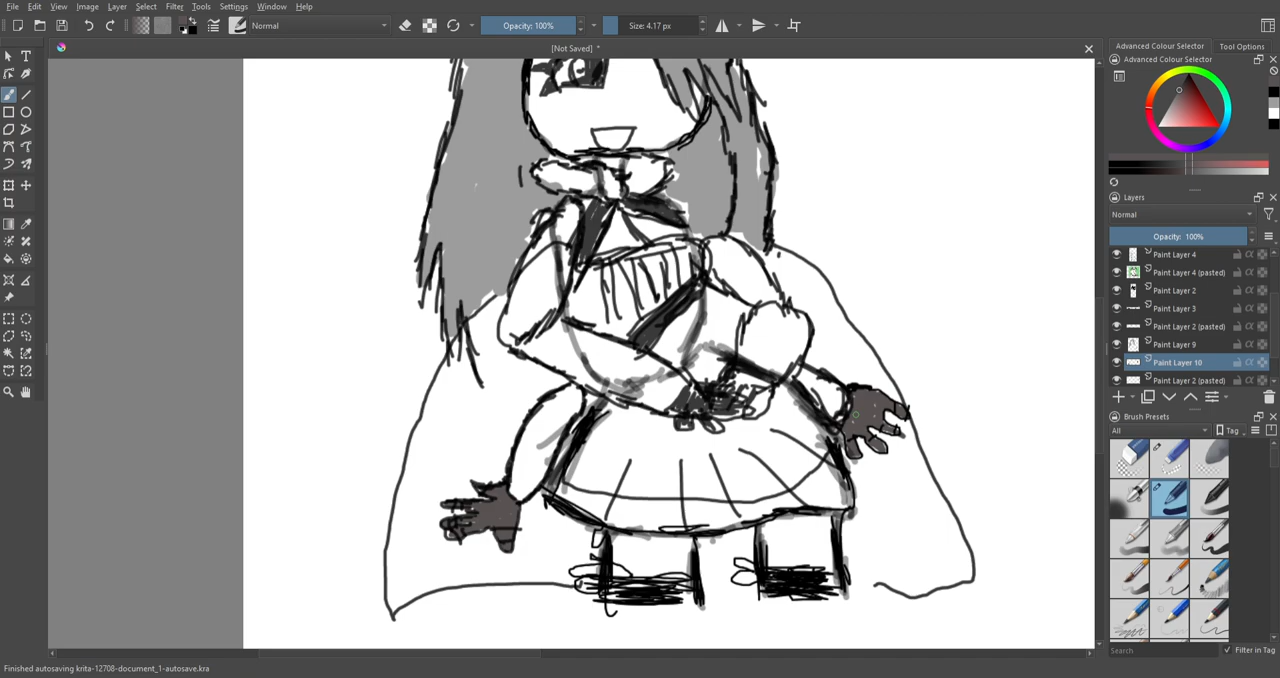 File Edit View Image Layer Select Filter Tools Settings Window Help
Normal Opacity: 100% Size: 4.17 px
[Not Saved] *
Advanced Colour Selector Tool Options
Advanced Colour Selector
Layers
Normal
Opacity: 100%
Paint Layer 4
Paint Layer 4 (pasted)
Paint Layer 2
Paint Layer 3
Paint Layer 2 (pasted)
Paint Layer 9
Paint Layer 10
Paint Layer 2 (pasted)
Brush Presets
All Tag
Search Filter in Tag
Finished autosaving krita-12708-document_1-autosave.kra